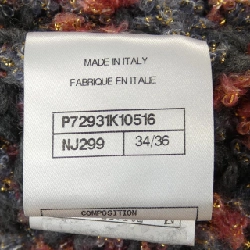 MADE IN ITALY
FABRIQUE EN ITALIE
P72931K10516
NJ299 34/36
COMPOSITION